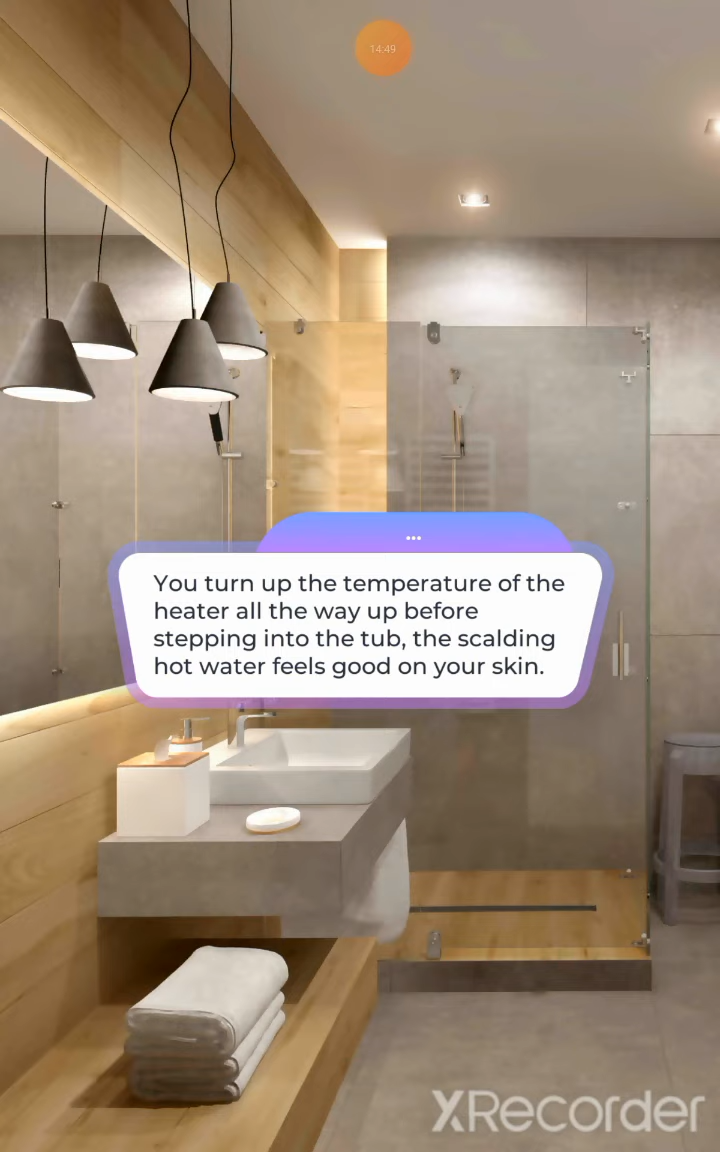 14:49
...
You turn up the temperature of the
heater all the way up before
stepping into the tub, the scalding
hot water feels good on your skin.
XRecorder